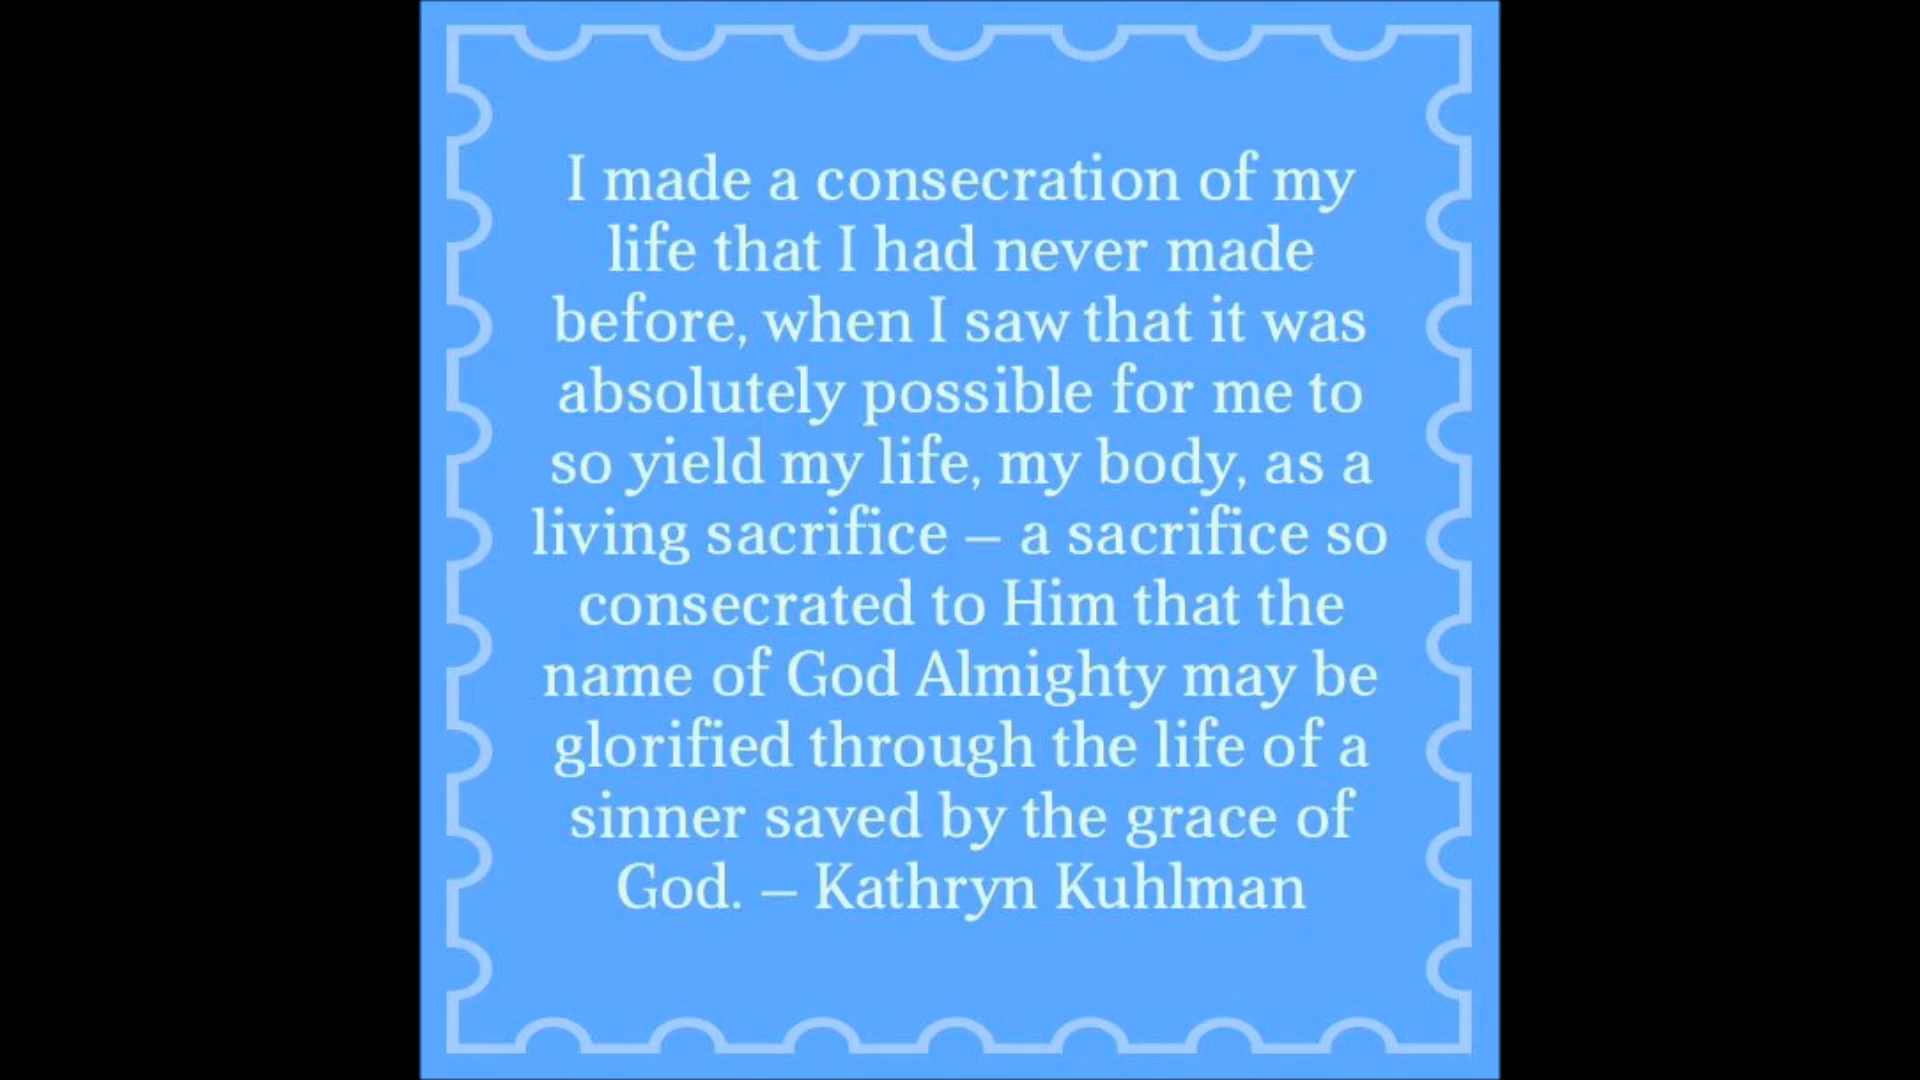 I made a consecration of my
life that I had never made
before, when I saw that it was
absolutely possible for me to
so yield my life, my body, as a
living sacrifice – a sacrifice so
consecrated to Him that the
name of God Almighty may be
glorified through the life of a
sinner saved by the grace of
God. – Kathryn Kuhlman